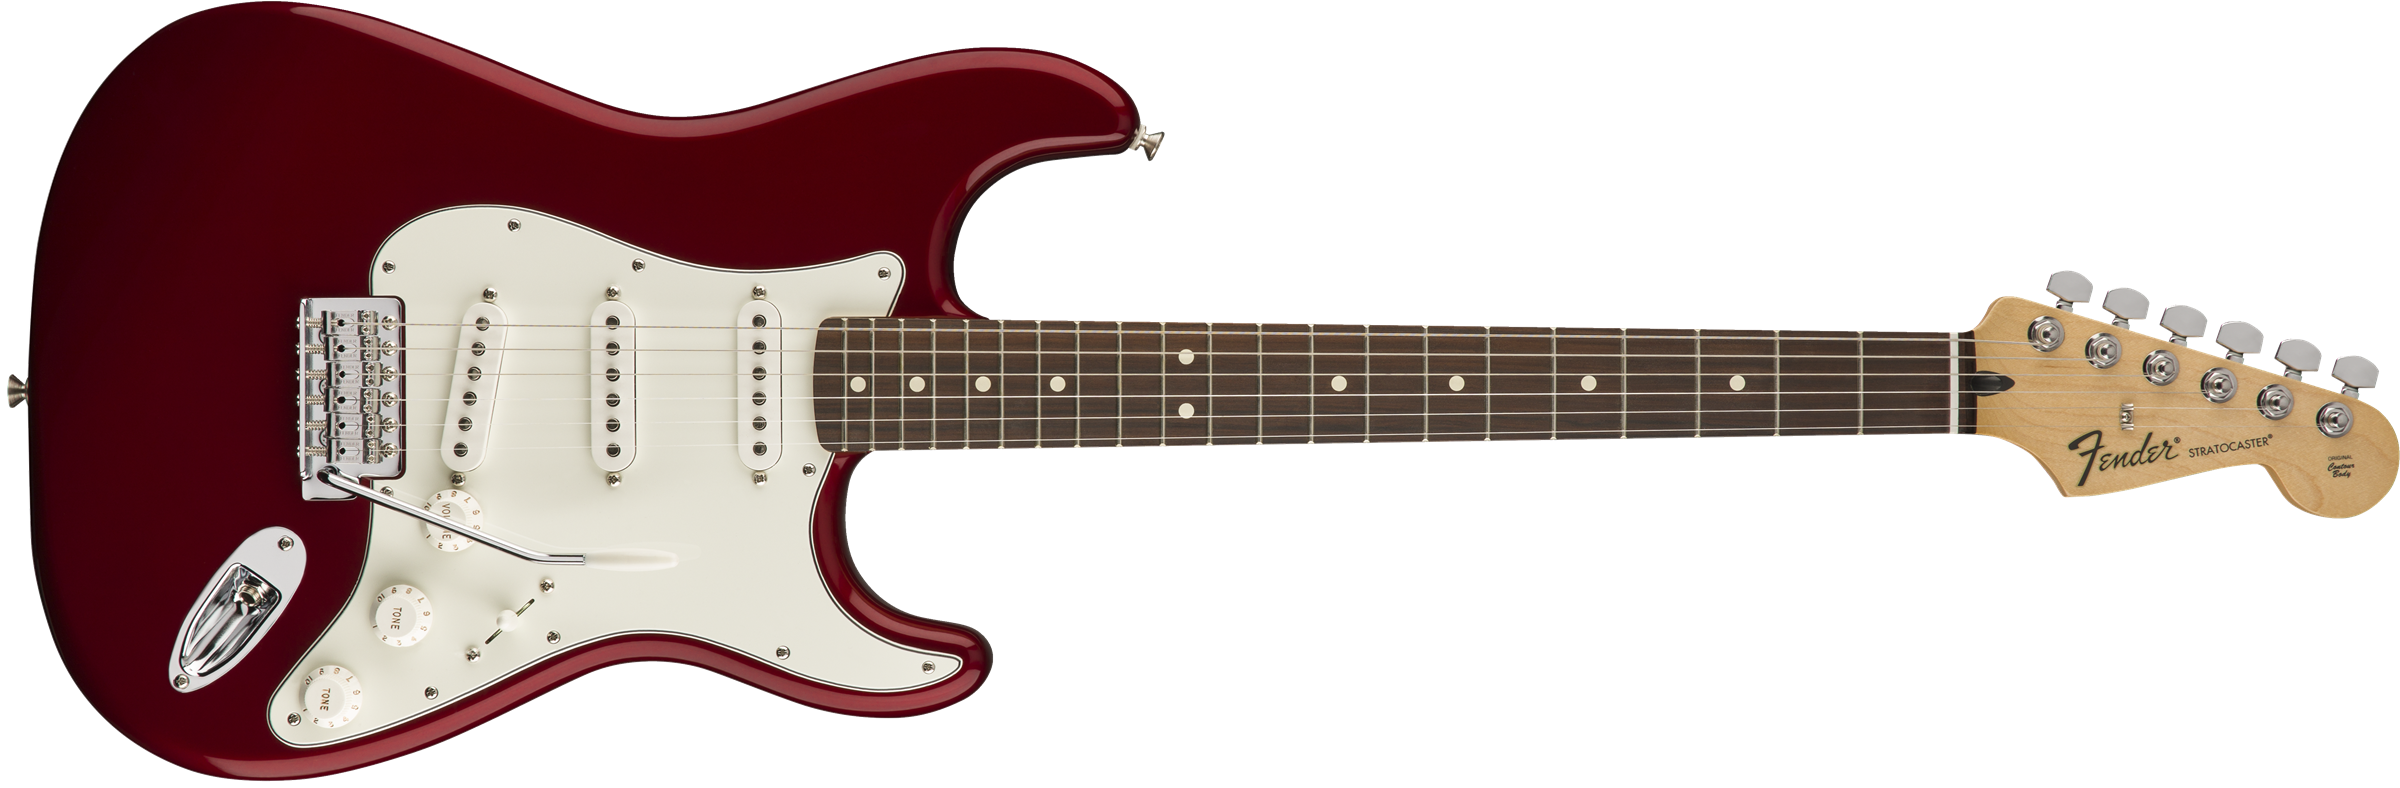 Fender®
STRATOCASTER®
ORIGINAL
Contour
Body
VOLUME
TONE
TONE